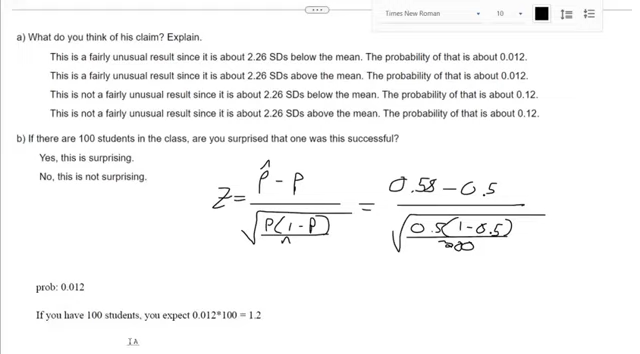 Times New Roman
10
a) What do you think of his claim? Explain.
This is a fairly unusual result since it is about 2.26 SDs below the mean. The probability of that is about 0.012.
This is a fairly unusual result since it is about 2.26 SDs above the mean. The probability of that is about 0.012.
This is not a fairly unusual result since it is about 2.26 SDs below the mean. The probability of that is about 0.12.
This is not a fairly unusual result since it is about 2.26 SDs above the mean. The probability of that is about 0.12.
b) If there are 100 students in the class, are you surprised that one was this successful?
Yes, this is surprising.
No, this is not surprising.
Z = (p̂ - p) / √(p(1-p)/n) = (0.58 - 0.5) / √(0.5(1-0.5)/200)
prob: 0.012
If you have 100 students, you expect 0.012*100 = 1.2